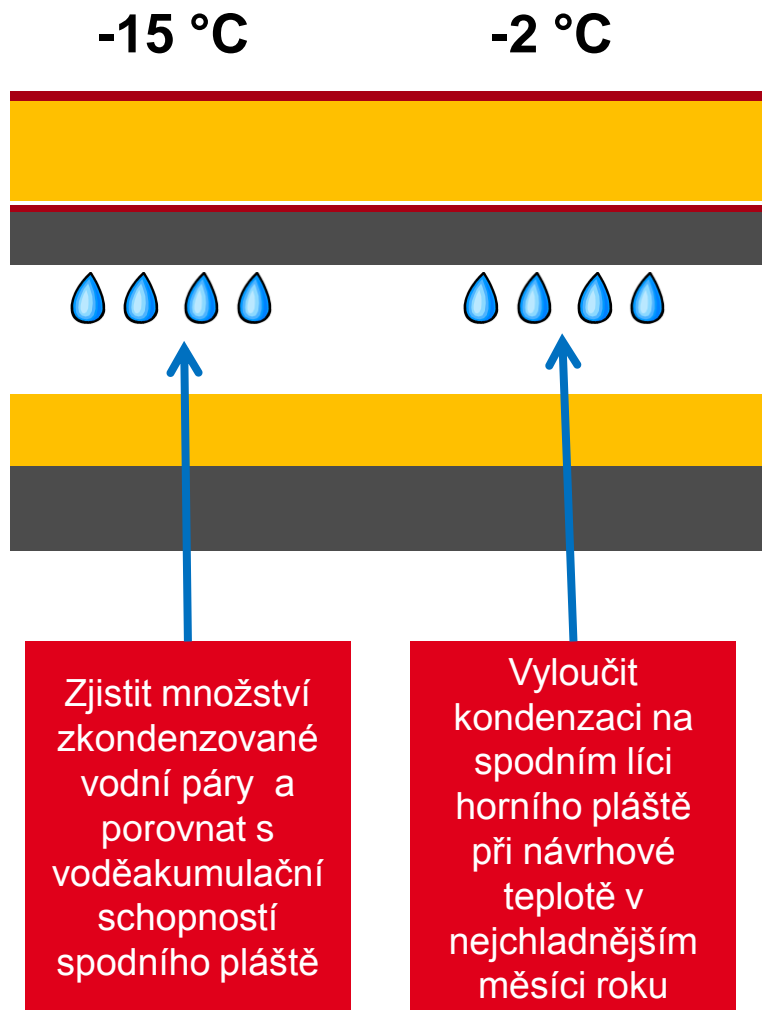 -15 °C
-2 °C
Zjistit množství
zkondenzované
vodní páry  a
porovnat s
voděakumulační
schopností
spodního pláště
Vyloučit
kondenzaci na
spodním líci
horního pláště
při návrhové
teplotě v
nejchladnějším
měsíci roku